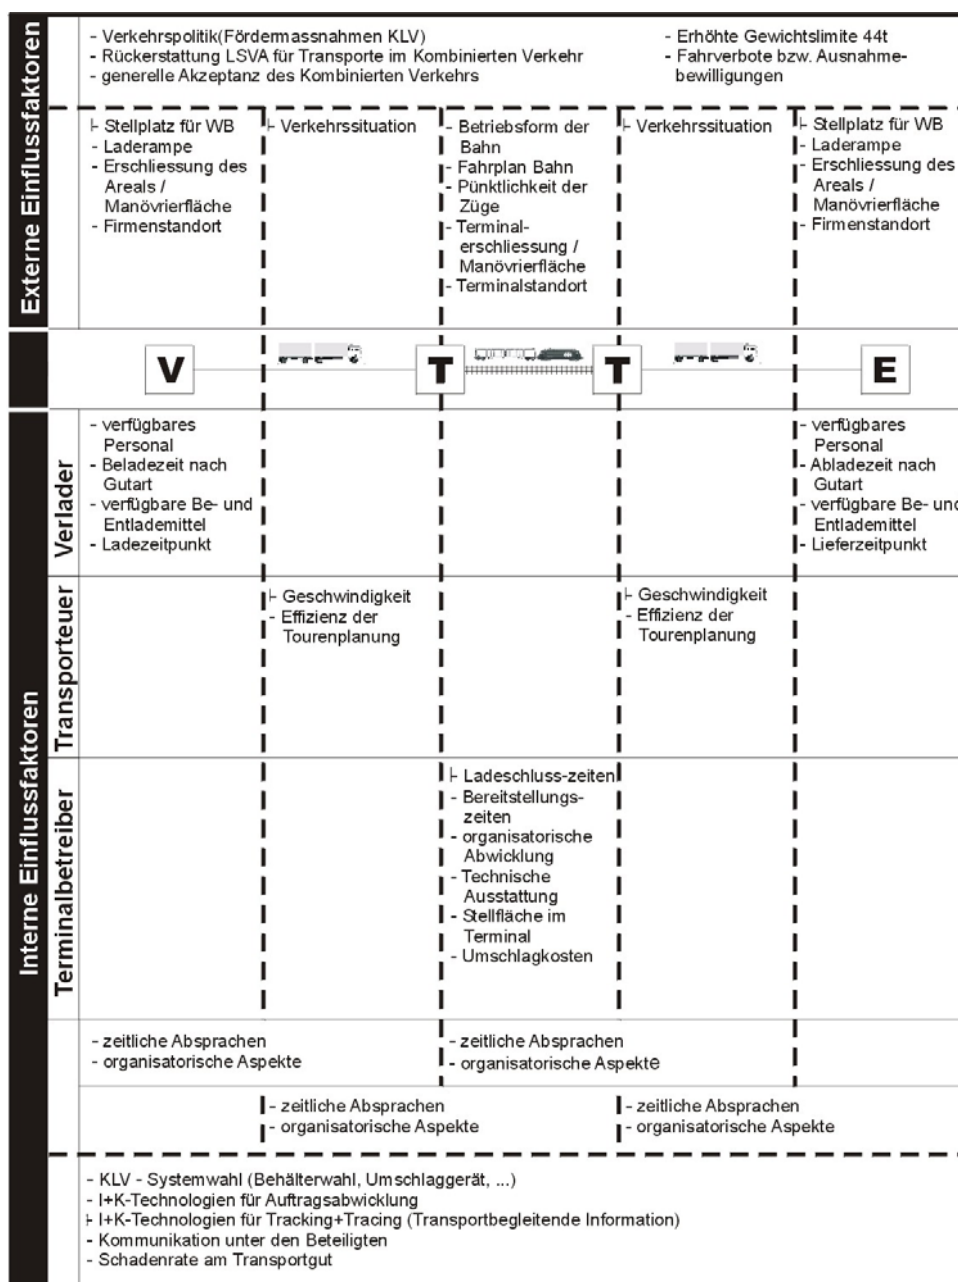 Externe Einflussfaktoren
- Verkehrspolitik(Fördermassnahmen KLV)
- Rückerstattung LSVA für Transporte im Kombinierten Verkehr
- generelle Akzeptanz des Kombinierten Verkehrs
- Erhöhte Gewichtslimite 44t
- Fahrverbote bzw. Ausnahme-
bewilligungen
- Stellplatz für WB
- Laderampe
- Erschliessung des
Areals /
Manövrierfläche
- Firmenstandort
- Verkehrssituation
- Betriebsform der
Bahn
- Fahrplan Bahn
- Pünktlichkeit der
Züge
- Terminal-
erschliessung /
Manövrierfläche
- Terminalstandort
- Verkehrssituation
- Stellplatz für WB
- Laderampe
- Erschliessung des
Areals /
Manövrierfläche
- Firmenstandort
V
T
T
E
Interne Einflussfaktoren
Verlader
- verfügbares
Personal
- Beladezeit nach
Gutart
- verfügbare Be- und
Entlademittel
- Ladezeitpunkt
- verfügbares
Personal
- Abladezeit nach
Gutart
- verfügbare Be- und
Entlademittel
- Lieferzeitpunkt
Transporteuer
- Geschwindigkeit
- Effizienz der
Tourenplanung
- Geschwindigkeit
- Effizienz der
Tourenplanung
Terminalbetreiber
- Ladeschluss-zeiten
- Bereitstellungs-
zeiten
- organisatorische
Abwicklung
- Technische
Ausstattung
- Stellfläche im
Terminal
- Umschlagkosten
- zeitliche Absprachen
- organisatorische Aspekte
- zeitliche Absprachen
- organisatorische Aspekte
- zeitliche Absprachen
- organisatorische Aspekte
- zeitliche Absprachen
- organisatorische Aspekte
- KLV - Systemwahl (Behälterwahl, Umschlaggerät, ...)
- I+K-Technologien für Auftragsabwicklung
- I+K-Technologien für Tracking+Tracing (Transportbegleitende Information)
- Kommunikation unter den Beteiligten
- Schadenrate am Transportgut